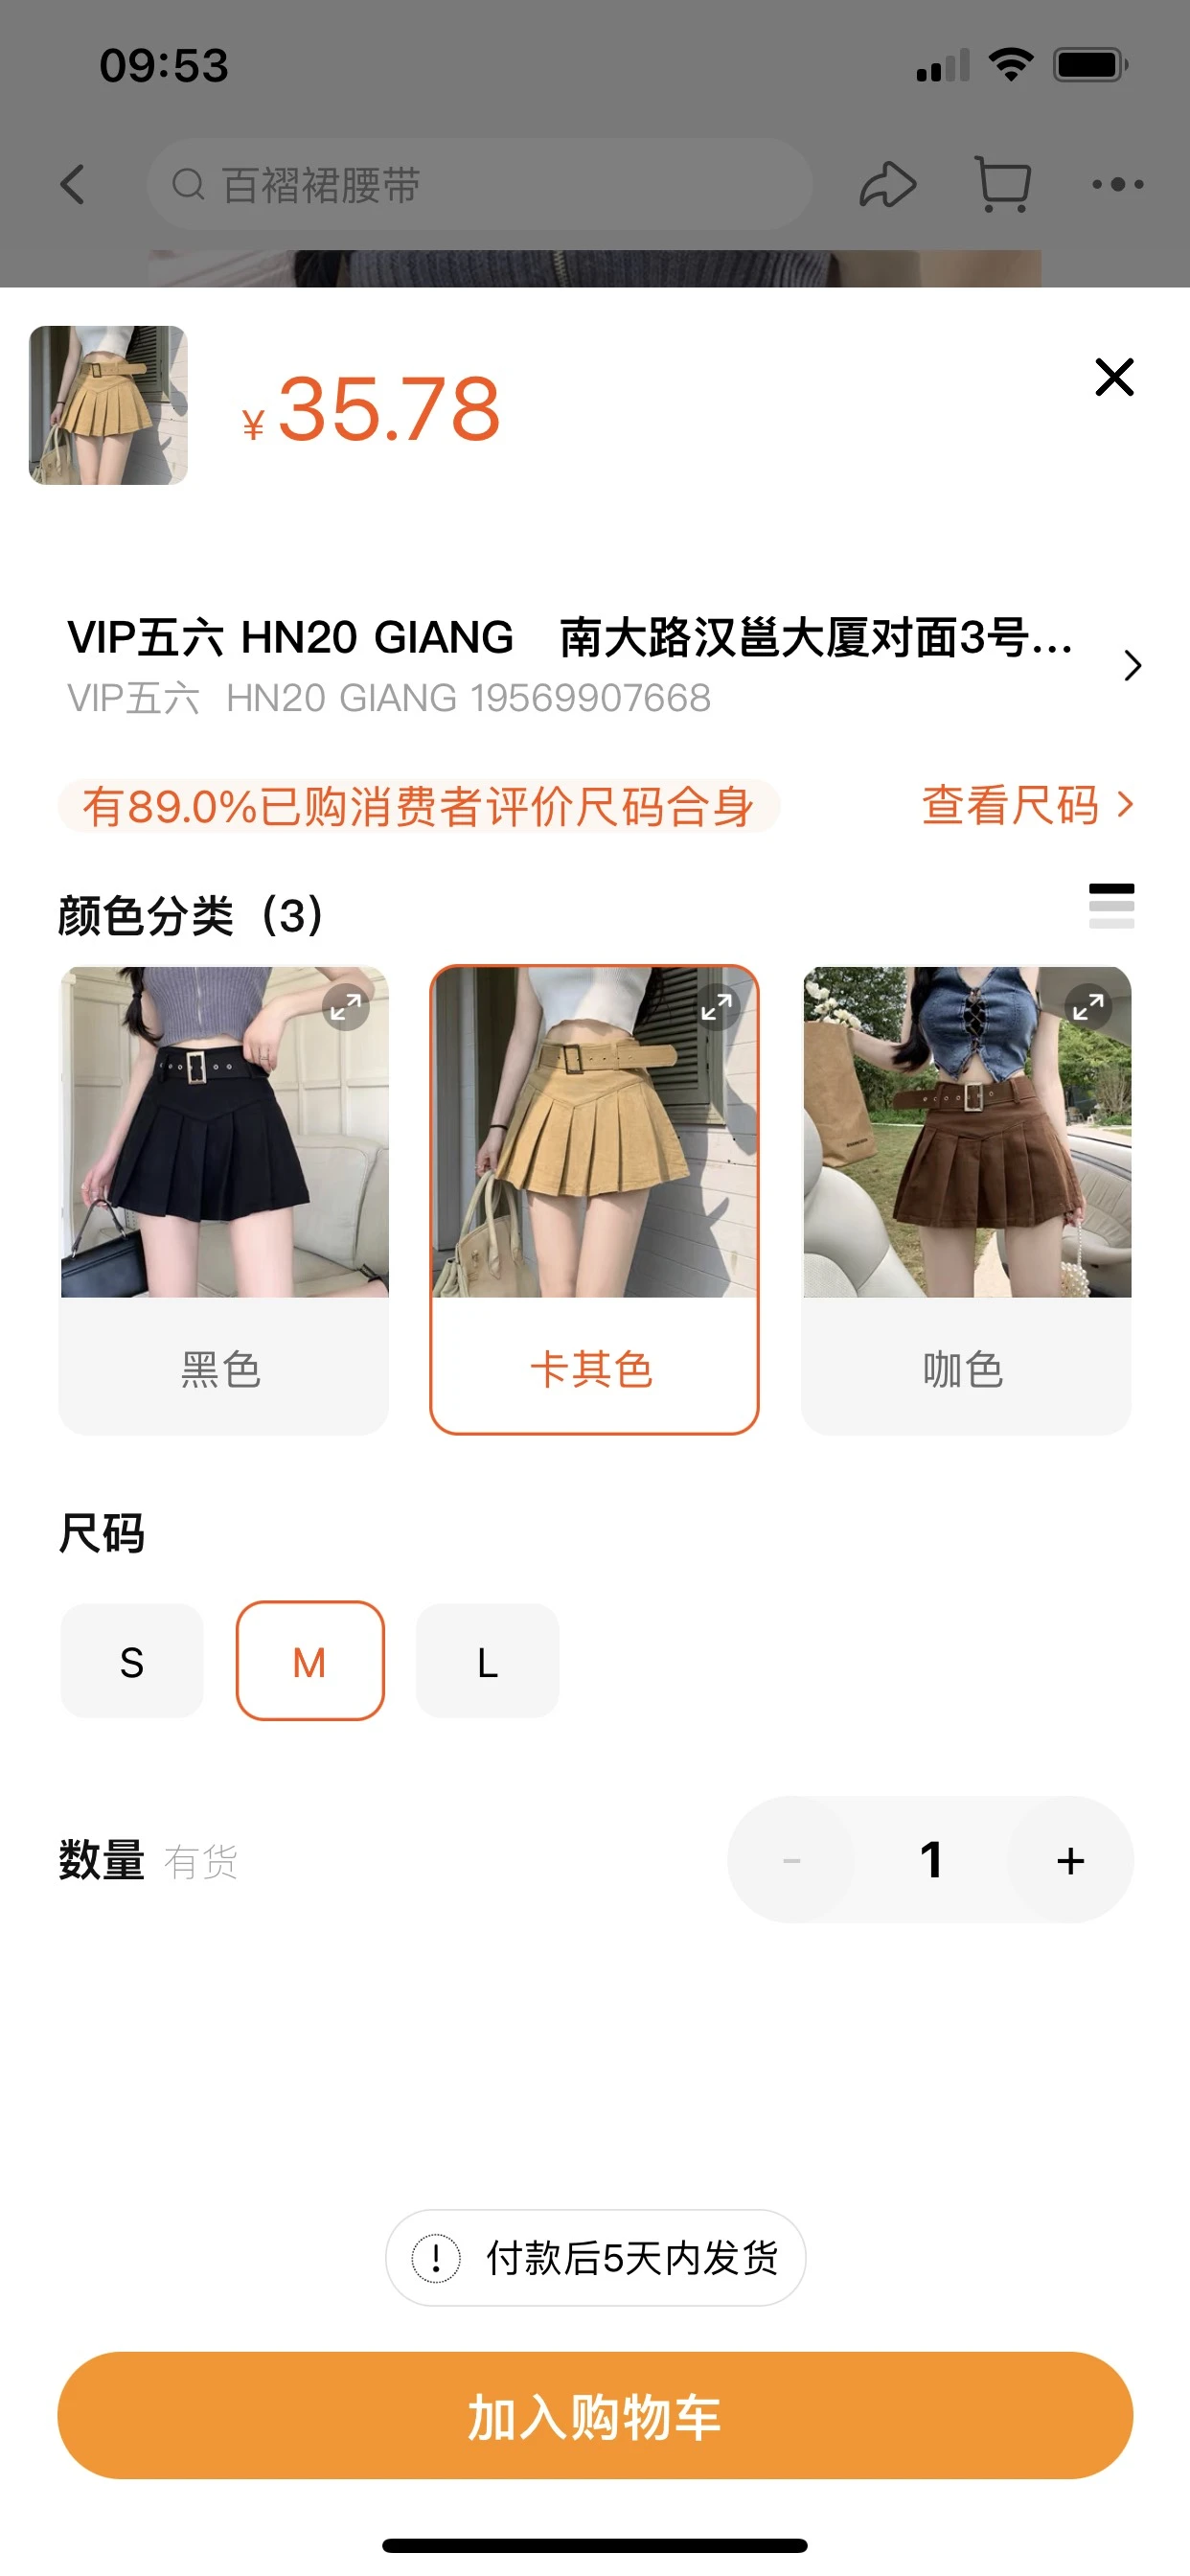 09:53
百褶裙腰带
¥35.78
VIP五六 HN20 GIANG 南大路汉邕大厦对面3号...
VIP五六 HN20 GIANG 19569907668
有89.0%已购消费者评价尺码合身
查看尺码
颜色分类（3）
黑色
卡其色
咖色
尺码
S
M
L
数量 有货
- 1 +
! 付款后5天内发货
加入购物车